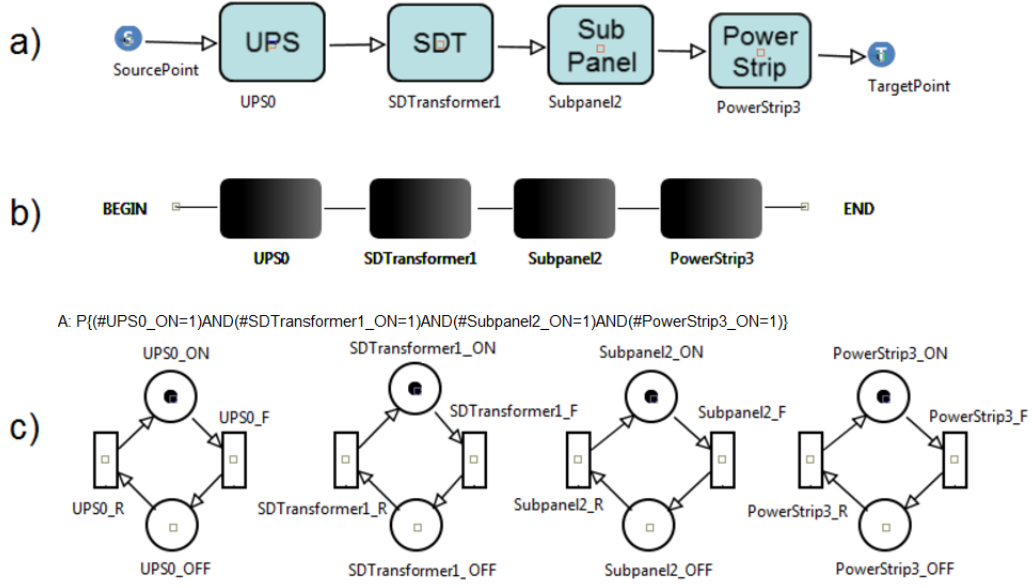 a)
S
SourcePoint
UPS
UPS0
SDT
SDTransformer1
Sub
Panel
Subpanel2
Power
Strip
PowerStrip3
T
TargetPoint
b)
BEGIN
END
UPS0
SDTransformer1
Subpanel2
PowerStrip3
A: P{(#UPS0_ON=1)AND(#SDTransformer1_ON=1)AND(#Subpanel2_ON=1)AND(#PowerStrip3_ON=1)}
c)
UPS0_ON
UPS0_F
UPS0_R
UPS0_OFF
SDTransformer1_ON
SDTransformer1_F
SDTransformer1_R
SDTransformer1_OFF
Subpanel2_ON
Subpanel2_F
Subpanel2_R
Subpanel2_OFF
PowerStrip3_ON
PowerStrip3_F
PowerStrip3_R
PowerStrip3_OFF